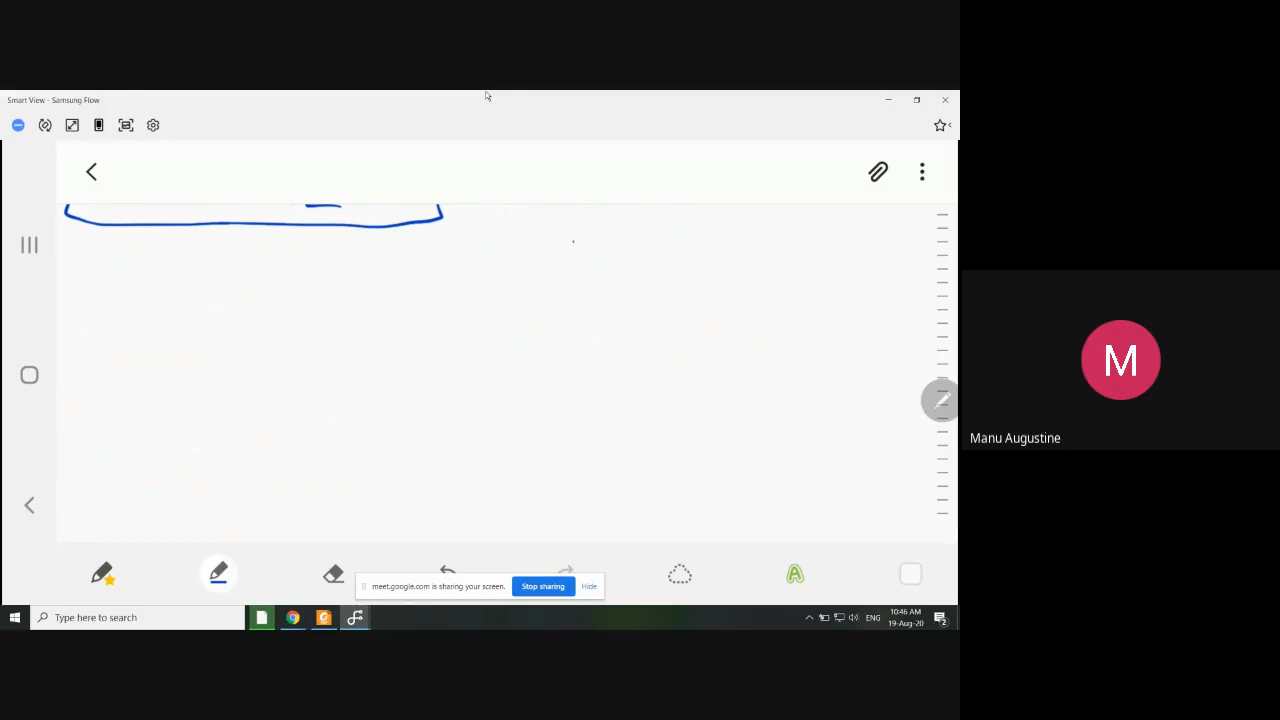 Smart View - Samsung Flow
A
meet.google.com is sharing your screen.
Stop sharing
Hide
Type here to search
ENG
10:46 AM
19-Aug-20
2
M
Manu Augustine